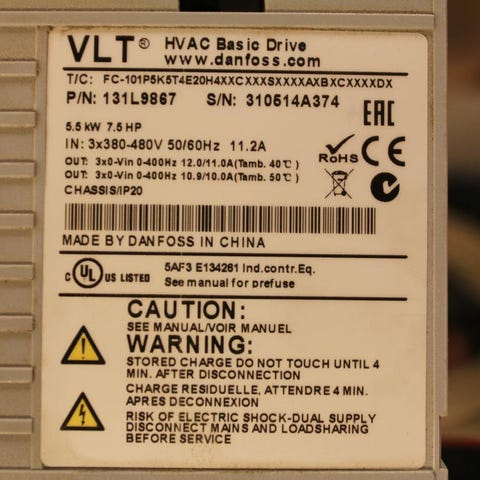 VLT® HVAC Basic Drive
www.danfoss.com
T/C: FC-101P5K5T4E20H4XXCXXXSXXXXAXBXCXXXXDX
P/N: 131L9867 S/N: 310514A374
5.5 kW 7.5 HP
IN: 3x380-480V 50/60Hz 11.2A
OUT: 3x0-Vin 0-400Hz 12.0/11.0A(Tamb. 40℃)
OUT: 3x0-Vin 0-400Hz 10.9/10.0A(Tamb. 50℃)
CHASSIS/IP20
EAC
RoHS CE
MADE BY DANFOSS IN CHINA
c UL US LISTED 5AF3 E134261 Ind.contr.Eq.
See manual for prefuse
CAUTION:
SEE MANUAL/VOIR MANUEL
WARNING:
STORED CHARGE DO NOT TOUCH UNTIL 4
MIN. AFTER DISCONNECTION
CHARGE RESIDUELLE, ATTENDRE 4 MIN.
APRES DECONNEXION
RISK OF ELECTRIC SHOCK-DUAL SUPPLY
DISCONNECT MAINS AND LOADSHARING
BEFORE SERVICE